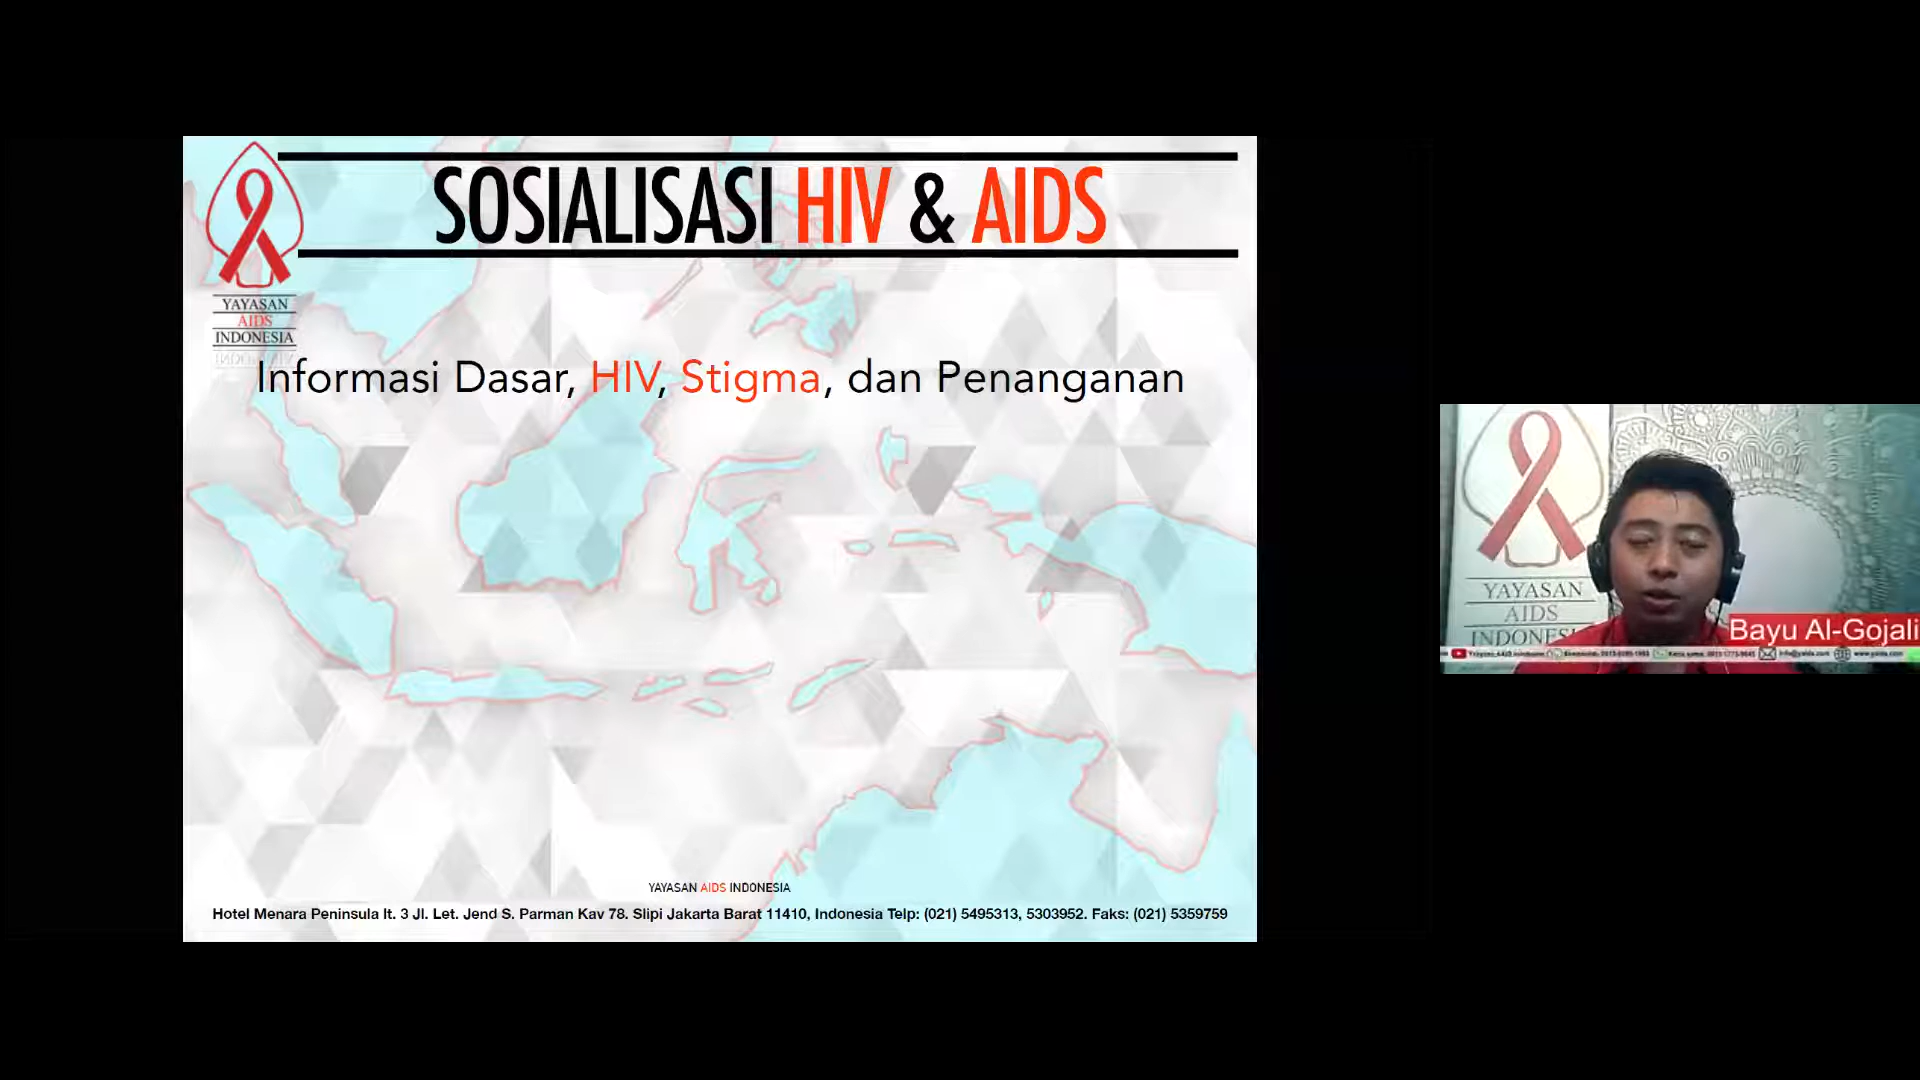 SOSIALISASI HIV & AIDS
YAYASAN
AIDS
INDONESIA
Informasi Dasar, HIV, Stigma, dan Penanganan
YAYASAN AIDS INDONESIA
Hotel Menara Peninsula lt. 3 Jl. Let. Jend S. Parman Kav 78. Slipi Jakarta Barat 11410, Indonesia Telp: (021) 5495313, 5303952. Faks: (021) 5359759
YAYASAN
AIDS
Bayu Al-Gojali